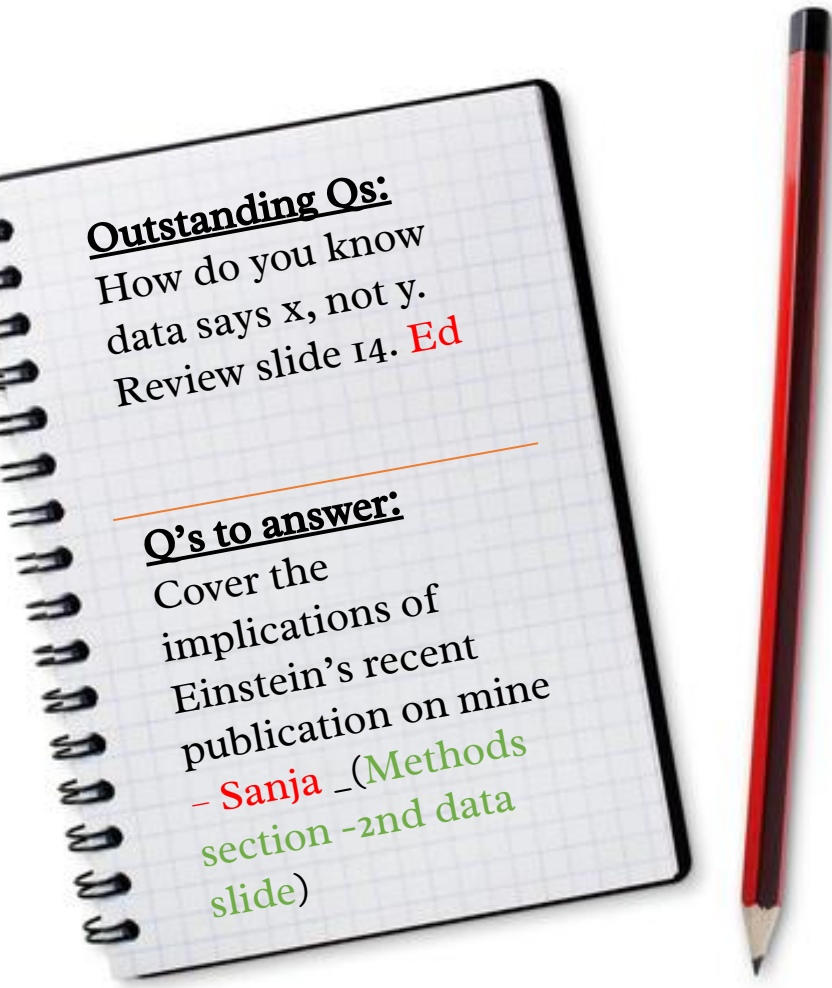 Outstanding Qs:
How do you know
data says x, not y.
Review slide 14. Ed
Q’s to answer:
Cover the
implications of
Einstein’s recent
publication on mine
– Sanja _(Methods
section -2nd data
slide)